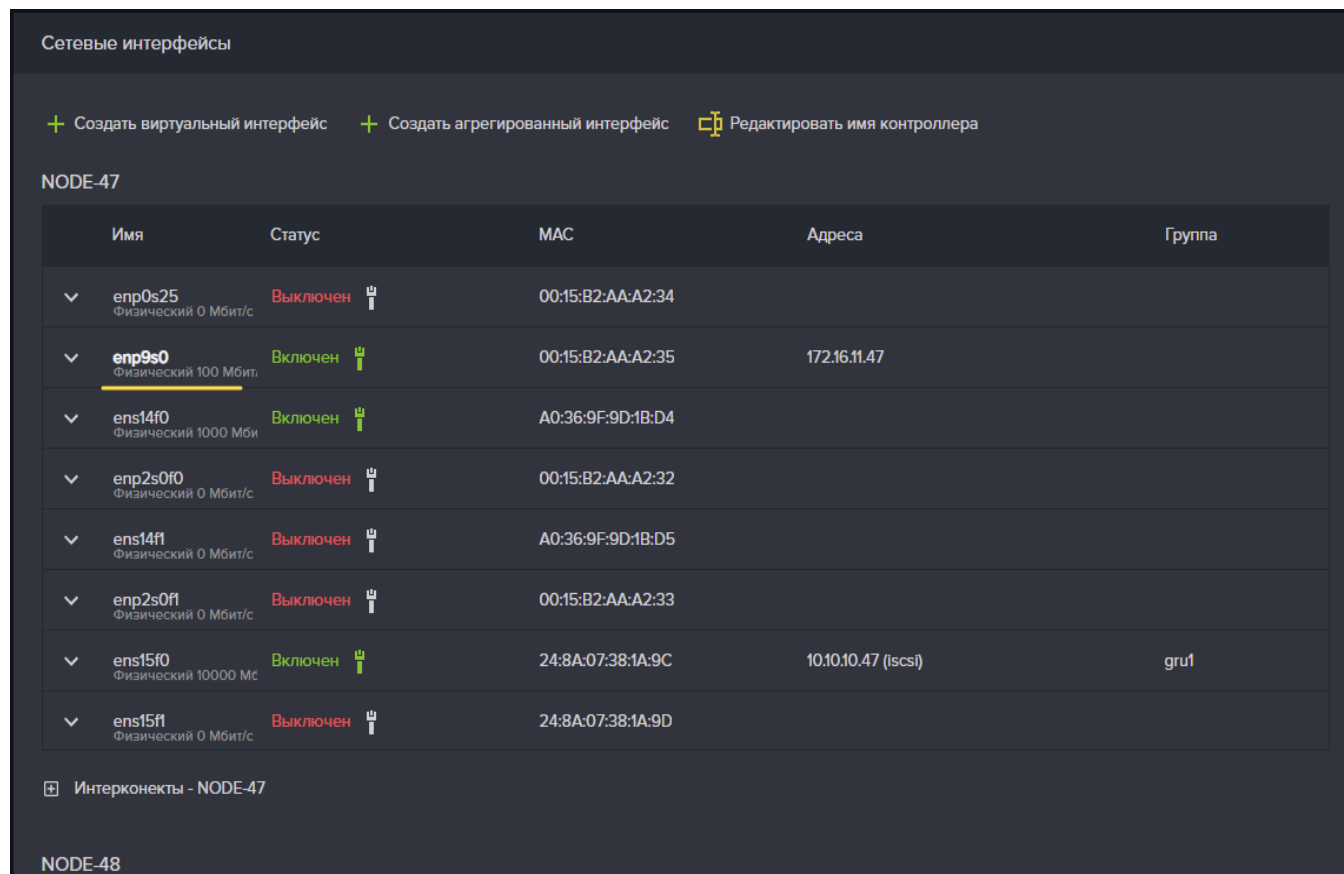 Сетевые интерфейсы
Создать виртуальный интерфейс Создать агрегированный интерфейс Редактировать имя контроллера
NODE-47
Имя Статус MAC Адреса Группа
enp0s25 Выключен 00:15:B2:AA:A2:34
Физический 0 Мбит/с
enp9s0 Включен 00:15:B2:AA:A2:35 172.16.11.47
Физический 100 Мбит/
ens14f0 Включен A0:36:9F:9D:1B:D4
Физический 1000 Мби
enp2s0f0 Выключен 00:15:B2:AA:A2:32
Физический 0 Мбит/с
ens14f1 Выключен A0:36:9F:9D:1B:D5
Физический 0 Мбит/с
enp2s0f1 Выключен 00:15:B2:AA:A2:33
Физический 0 Мбит/с
ens15f0 Включен 24:8A:07:38:1A:9C 10.10.10.47 (iscsi) gru1
Физический 10000 Мб
ens15f1 Выключен 24:8A:07:38:1A:9D
Физический 0 Мбит/с
Интерконекты - NODE-47
NODE-48